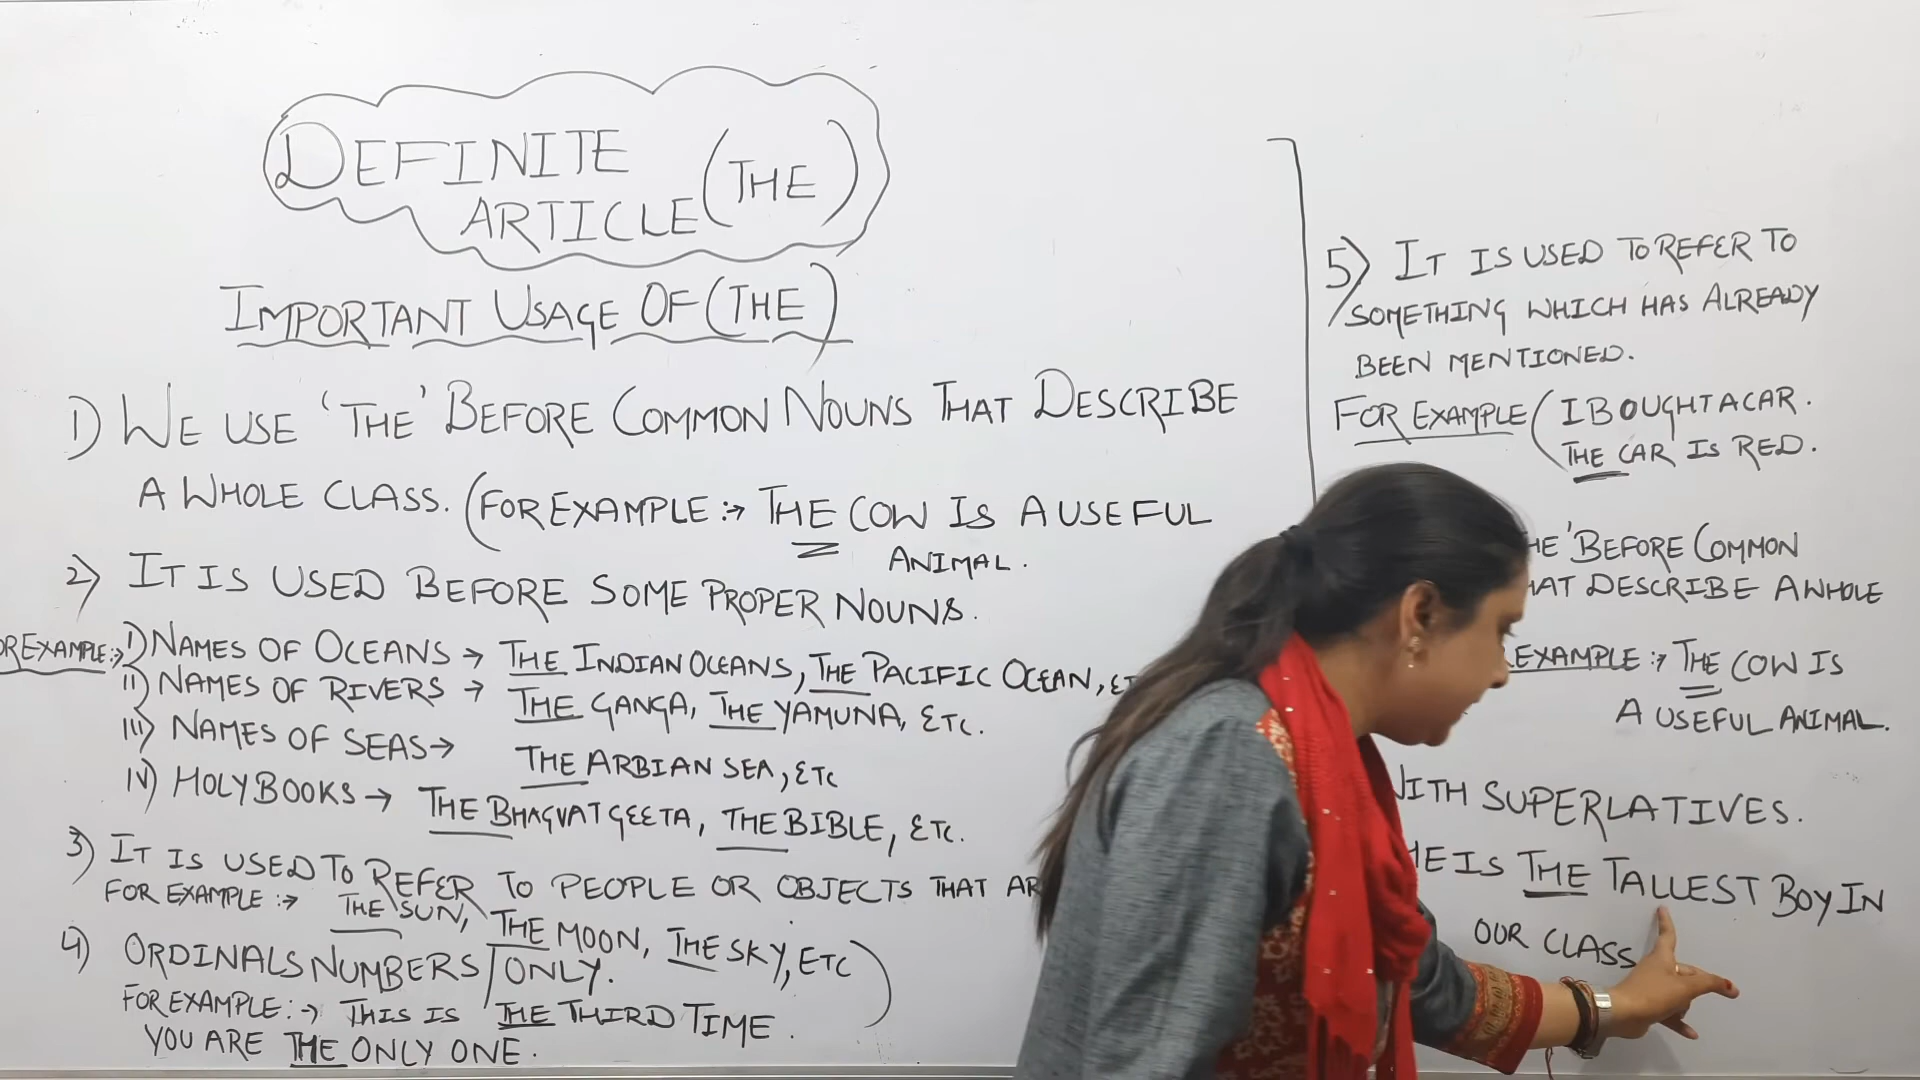 DEFINITE
ARTICLE (THE)
IMPORTANT USAGE OF (THE)
1) WE USE 'THE' BEFORE COMMON NOUNS THAT DESCRIBE
A WHOLE CLASS. (FOR EXAMPLE :→ THE COW IS A USEFUL
ANIMAL.
2) IT IS USED BEFORE SOME PROPER NOUNS.
OR EXAMPLE :→ I) NAMES OF OCEANS → THE INDIAN OCEANS, THE PACIFIC OCEAN, ET
II) NAMES OF RIVERS → THE GANGA, THE YAMUNA, ETC.
III) NAMES OF SEAS → THE ARBIAN SEA, ETC
IV) HOLY BOOKS → THE BHAGVAT GEETA, THE BIBLE, ETC.
3) IT IS USED TO REFER TO PEOPLE OR OBJECTS THAT AR
FOR EXAMPLE :→ THE SUN, THE MOON, THE SKY, ETC)
4) ORDINALS NUMBERS / ONLY.
FOR EXAMPLE :→ THIS IS THE THIRD TIME.
YOU ARE THE ONLY ONE.
5) IT IS USED TO REFER TO
SOMETHING WHICH HAS ALREADY
BEEN MENTIONED.
FOR EXAMPLE (I BOUGHT A CAR.
THE CAR IS RED.
HE' BEFORE COMMON
HAT DESCRIBE A WHOLE
EXAMPLE :→ THE COW IS
A USEFUL ANIMAL.
WITH SUPERLATIVES.
HE IS THE TALLEST BOY IN
OUR CLASS